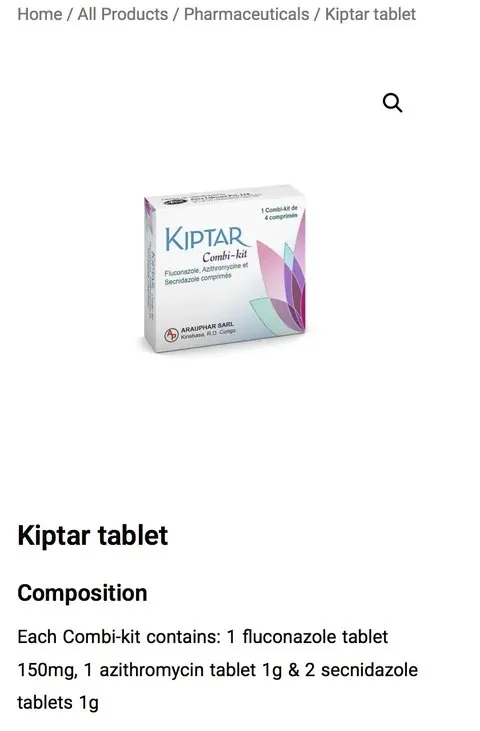 Home / All Products / Pharmaceuticals / Kiptar tablet
1 Combi-kit de
4 comprimés
KIPTAR
Combi-kit
Fluconazole, Azithromycine et
Secnidazole comprimés
AP
ARAUPHAR SARL
Kinshasa, R.D. Congo
Kiptar tablet
Composition
Each Combi-kit contains: 1 fluconazole tablet
150mg, 1 azithromycin tablet 1g & 2 secnidazole
tablets 1g